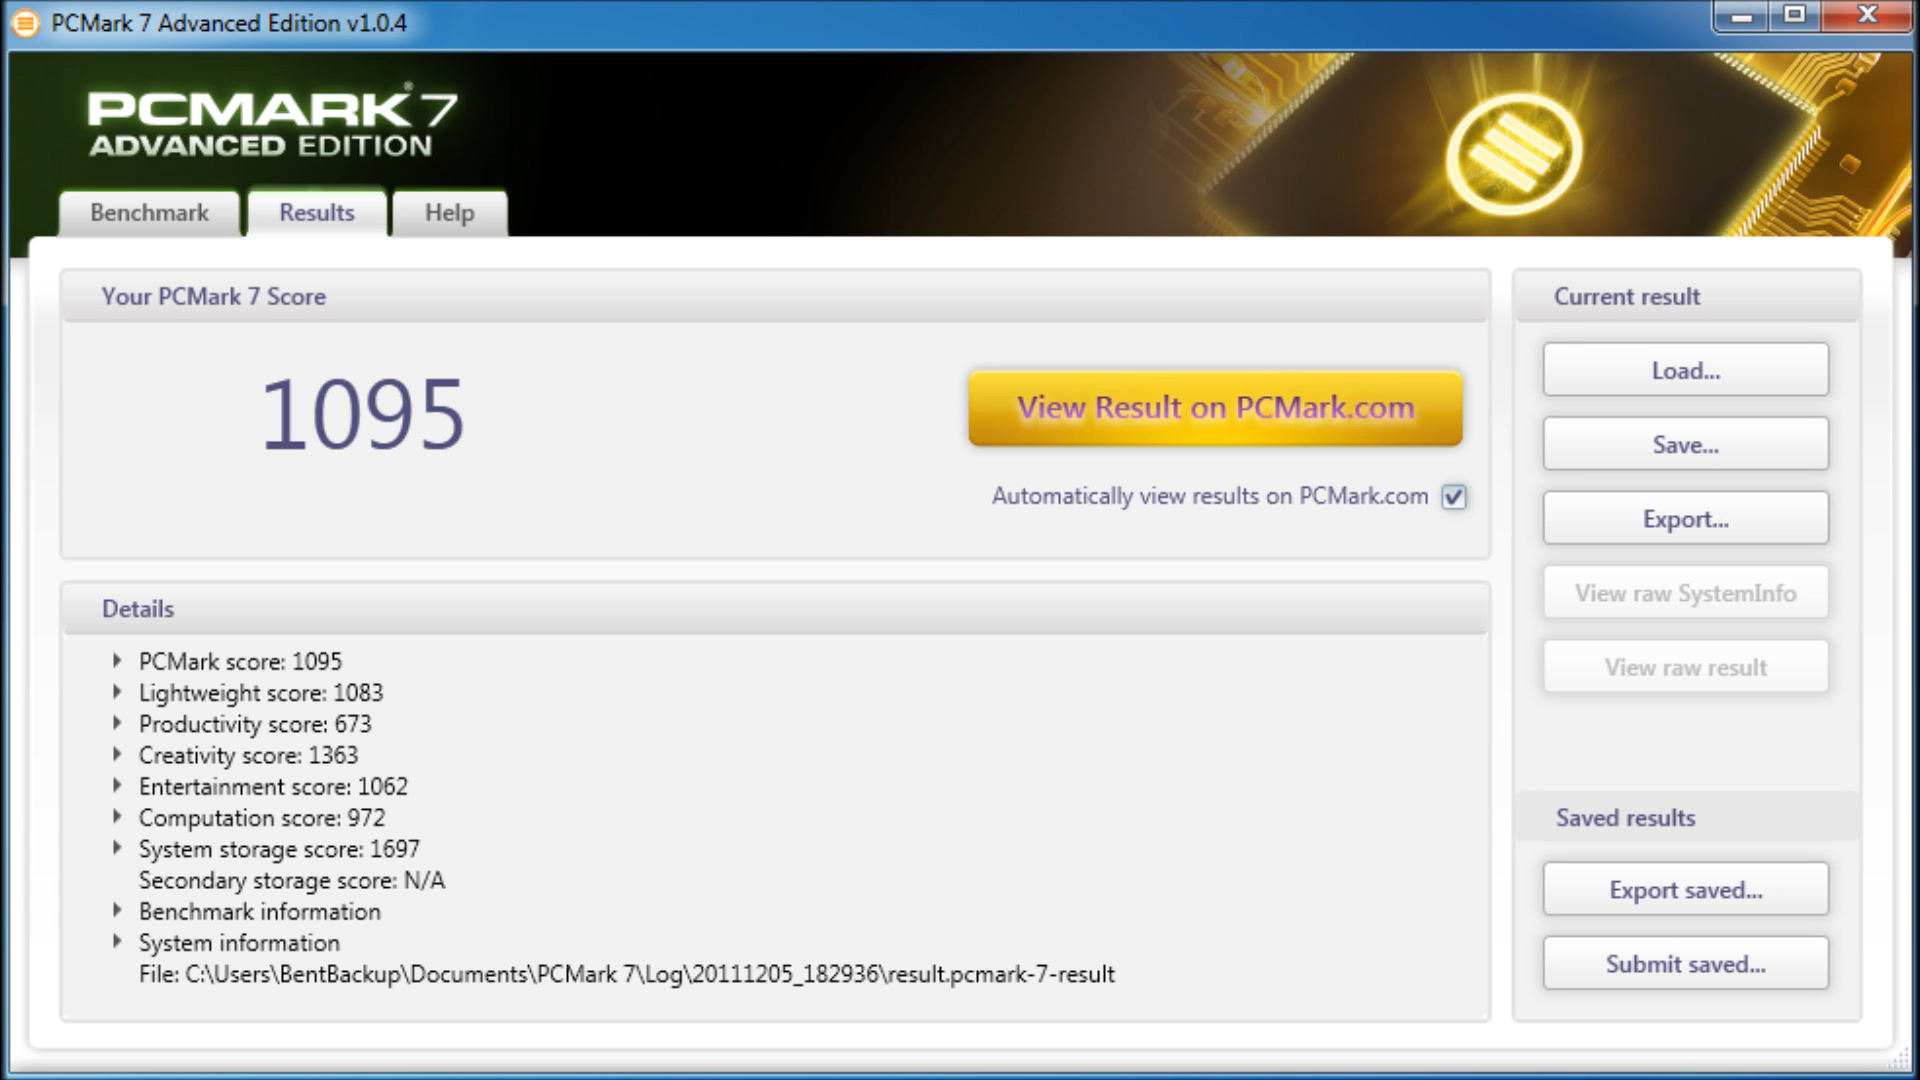 PCMark 7 Advanced Edition v1.0.4
PCMARK® 7
ADVANCED EDITION
Benchmark
Results
Help
Your PCMark 7 Score
1095
View Result on PCMark.com
Automatically view results on PCMark.com
Details
PCMark score: 1095
Lightweight score: 1083
Productivity score: 673
Creativity score: 1363
Entertainment score: 1062
Computation score: 972
System storage score: 1697
Secondary storage score: N/A
Benchmark information
System information
File: C:\Users\BentBackup\Documents\PCMark 7\Log\20111205_182936\result.pcmark-7-result
Current result
Load...
Save...
Export...
View raw SystemInfo
View raw result
Saved results
Export saved...
Submit saved...